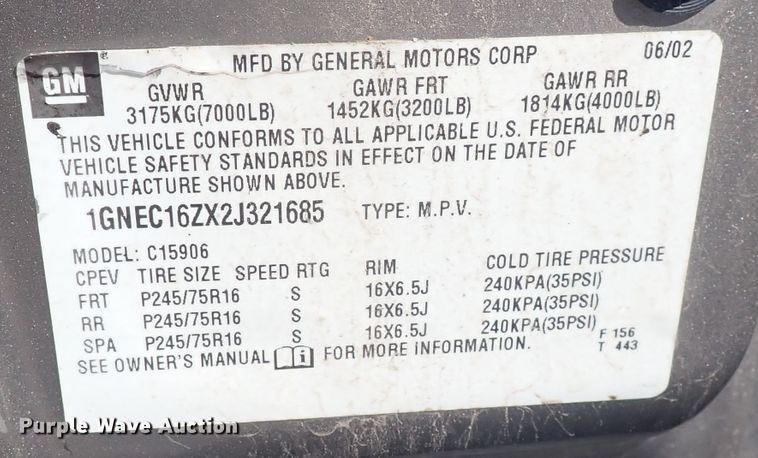 GM
MFD BY GENERAL MOTORS CORP 06/02
GVWR GAWR FRT GAWR RR
3175KG(7000LB) 1452KG(3200LB) 1814KG(4000LB)
THIS VEHICLE CONFORMS TO ALL APPLICABLE U.S. FEDERAL MOTOR
VEHICLE SAFETY STANDARDS IN EFFECT ON THE DATE OF
MANUFACTURE SHOWN ABOVE.
1GNEC16ZX2J321685 TYPE: M.P.V.
MODEL: C15906
CPEV TIRE SIZE SPEED RTG RIM COLD TIRE PRESSURE
FRT P245/75R16 S 16X6.5J 240KPA(35PSI)
RR P245/75R16 S 16X6.5J 240KPA(35PSI)
SPA P245/75R16 S 16X6.5J 240KPA(35PSI)
SEE OWNER'S MANUAL i FOR MORE INFORMATION.
F 156
T 443
Purple Wave Auction